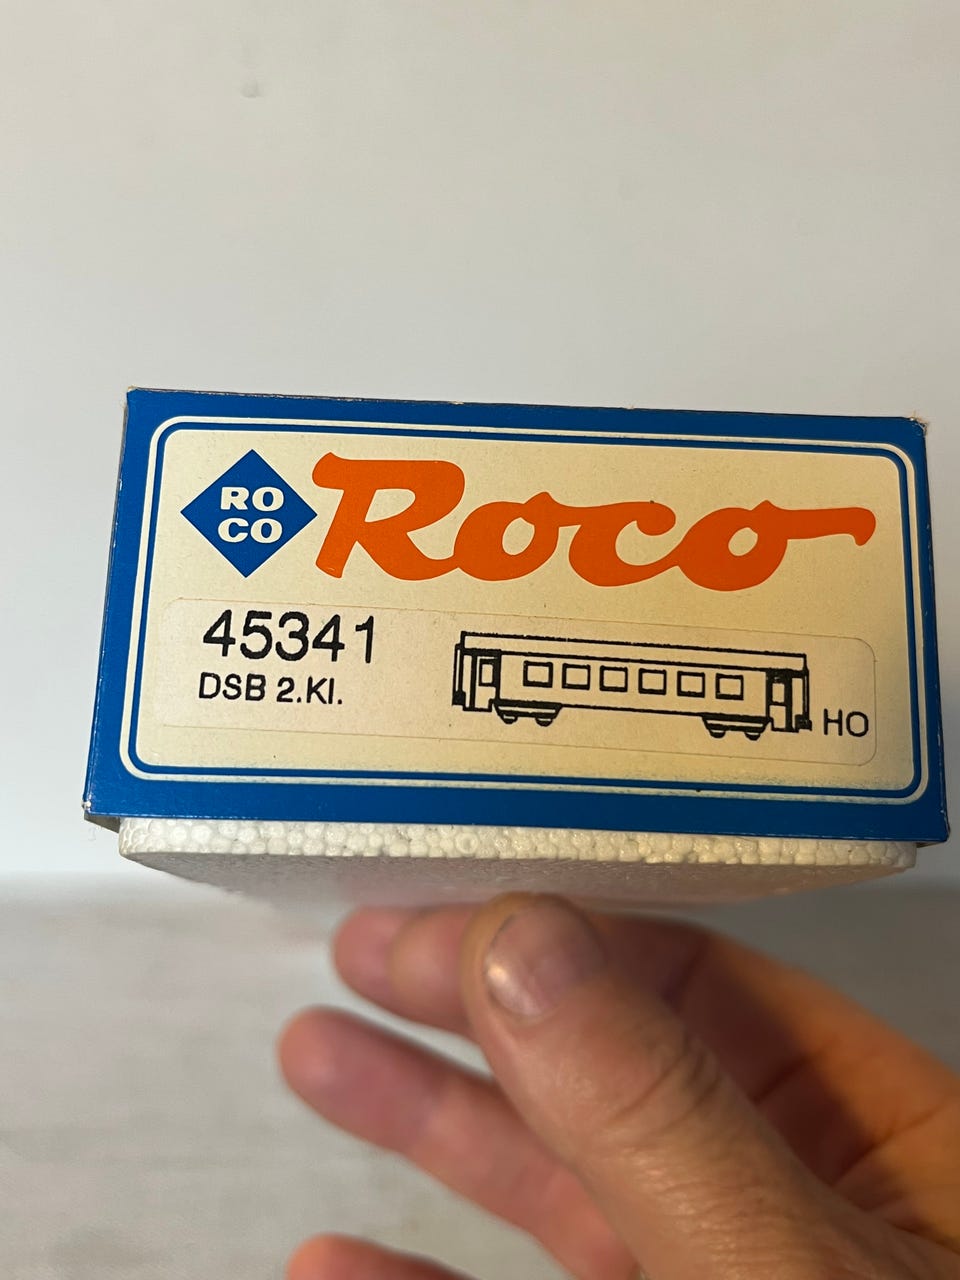 RO
CO
Roco
45341
DSB 2.Kl.
HO